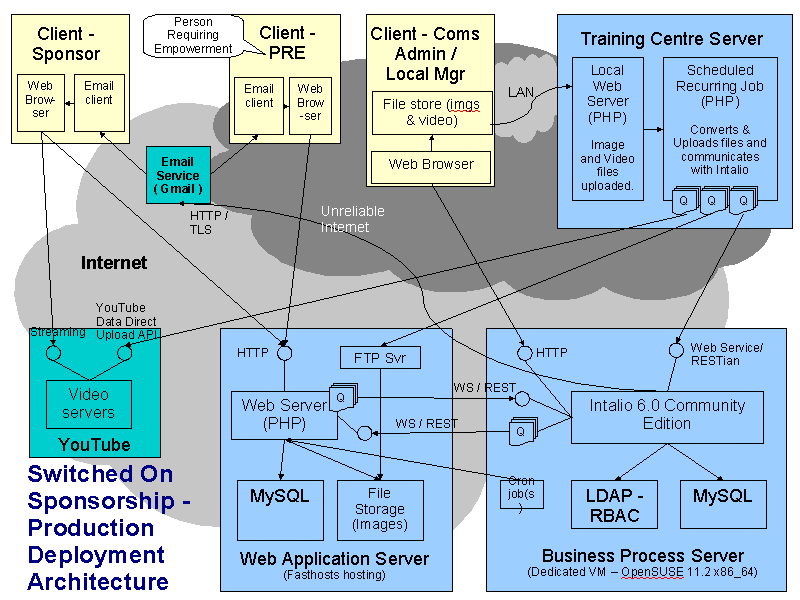 Client -
Sponsor
Web
Brow-
ser
Email
client
Person
Requiring
Empowerment
Client -
PRE
Email
client
Web
Brow
-ser
Client - Coms
Admin /
Local Mgr
File store (imgs
& video)
Web Browser
LAN
Training Centre Server
Local
Web
Server
(PHP)
Image
and Video
files
uploaded.
Scheduled
Recurring Job
(PHP)
Converts &
Uploads files and
communicates
with Intalio
Q
Q
Q
Email
Service
( Gmail )
HTTP /
TLS
Unreliable
Internet
Internet
Streaming
YouTube
Data Direct
Upload API
Video
servers
YouTube
HTTP
FTP Svr
Web Server
(PHP)
Q
WS / REST
WS / REST
Q
MySQL
File
Storage
(Images)
Web Application Server
(Fasthosts hosting)
HTTP
Web Service/
RESTian
Intalio 6.0 Community
Edition
Cron
job(s
)
LDAP -
RBAC
MySQL
Business Process Server
(Dedicated VM – OpenSUSE 11.2 x86_64)
Switched On
Sponsorship -
Production
Deployment
Architecture